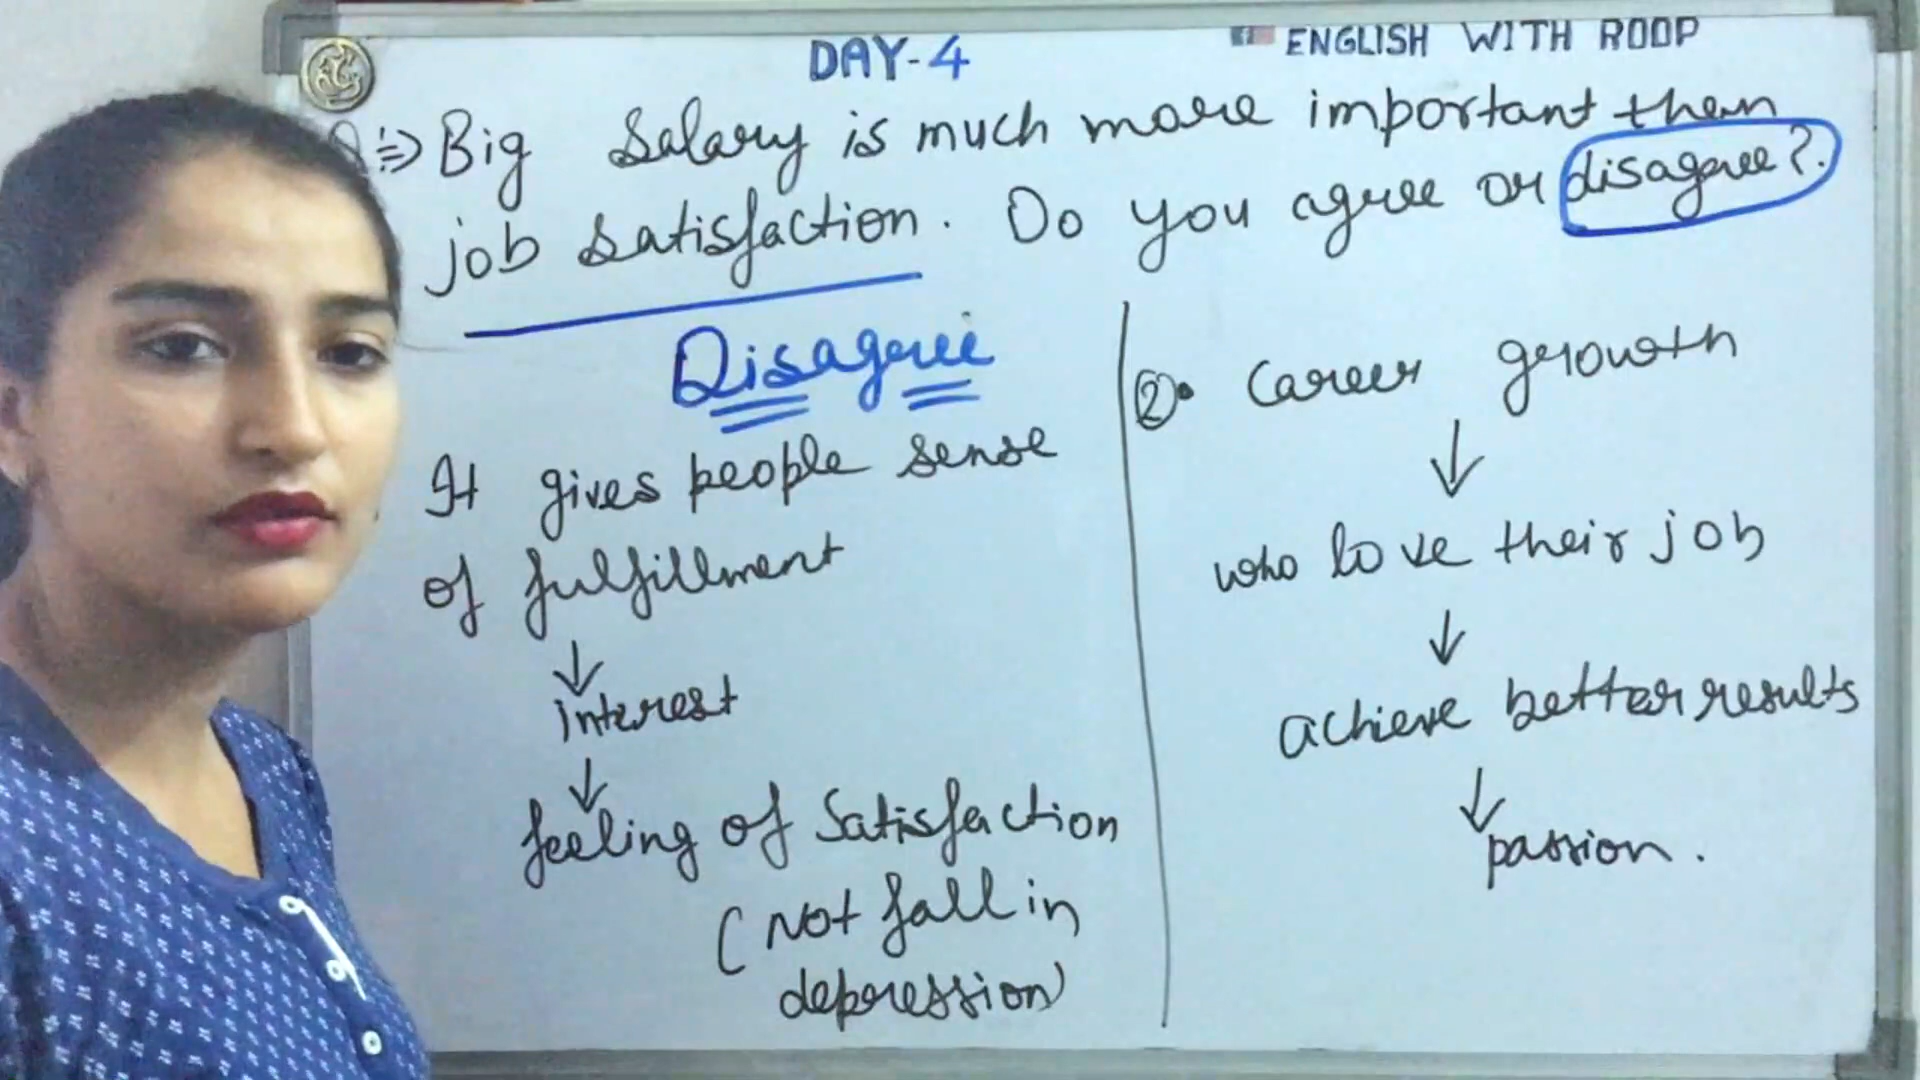 DAY-4
ENGLISH WITH ROOP
Q:⇒ Big Salary is much more important than
job satisfaction. Do you agree or disagree?.
Disagree
It gives people sense
of fulfillment
↓
interest
↓
feeling of Satisfaction
(Not fall in
depression)
2. Career growth
↓
who love their job
↓
achieve better results
↓
passion.